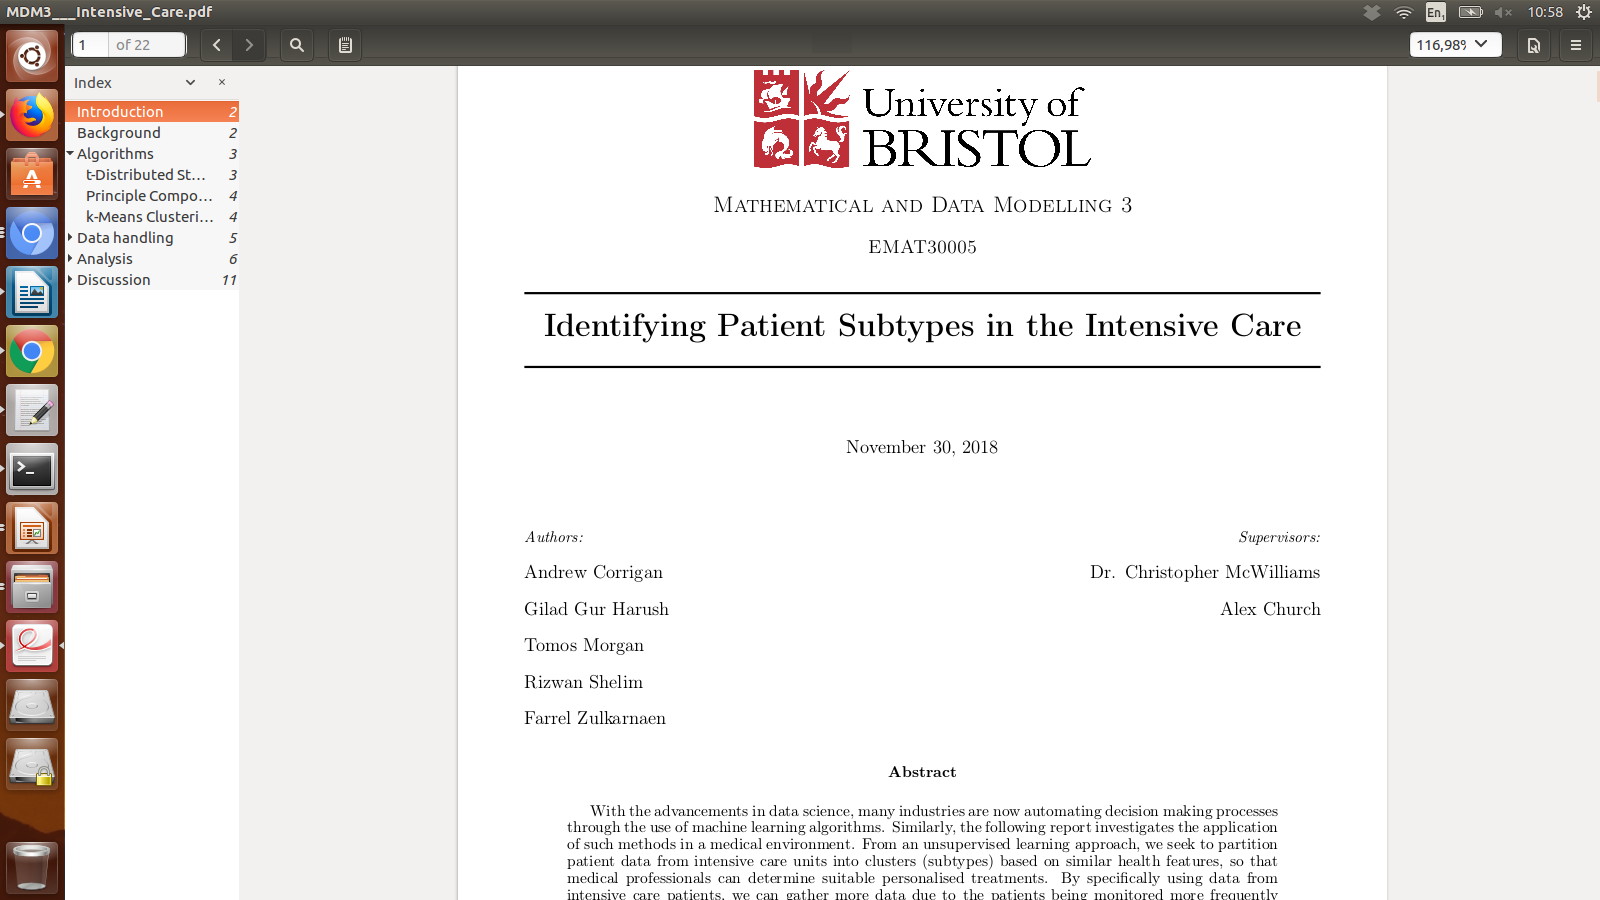 MDM3___Intensive_Care.pdf
En1
10:58
1 of 22
116,98%
Index
Introduction 2
Background 2
Algorithms 3
t-Distributed St... 3
Principle Compo... 4
k-Means Clusteri... 4
Data handling 5
Analysis 6
Discussion 11
University of
BRISTOL
Mathematical and Data Modelling 3
EMAT30005
Identifying Patient Subtypes in the Intensive Care
November 30, 2018
Authors:
Supervisors:
Andrew Corrigan
Dr. Christopher McWilliams
Gilad Gur Harush
Alex Church
Tomos Morgan
Rizwan Shelim
Farrel Zulkarnaen
Abstract
With the advancements in data science, many industries are now automating decision making processes
through the use of machine learning algorithms. Similarly, the following report investigates the application
of such methods in a medical environment. From an unsupervised learning approach, we seek to partition
patient data from intensive care units into clusters (subtypes) based on similar health features, so that
medical professionals can determine suitable personalised treatments. By specifically using data from
intensive care patients, we can gather more data due to the patients being monitored more frequently